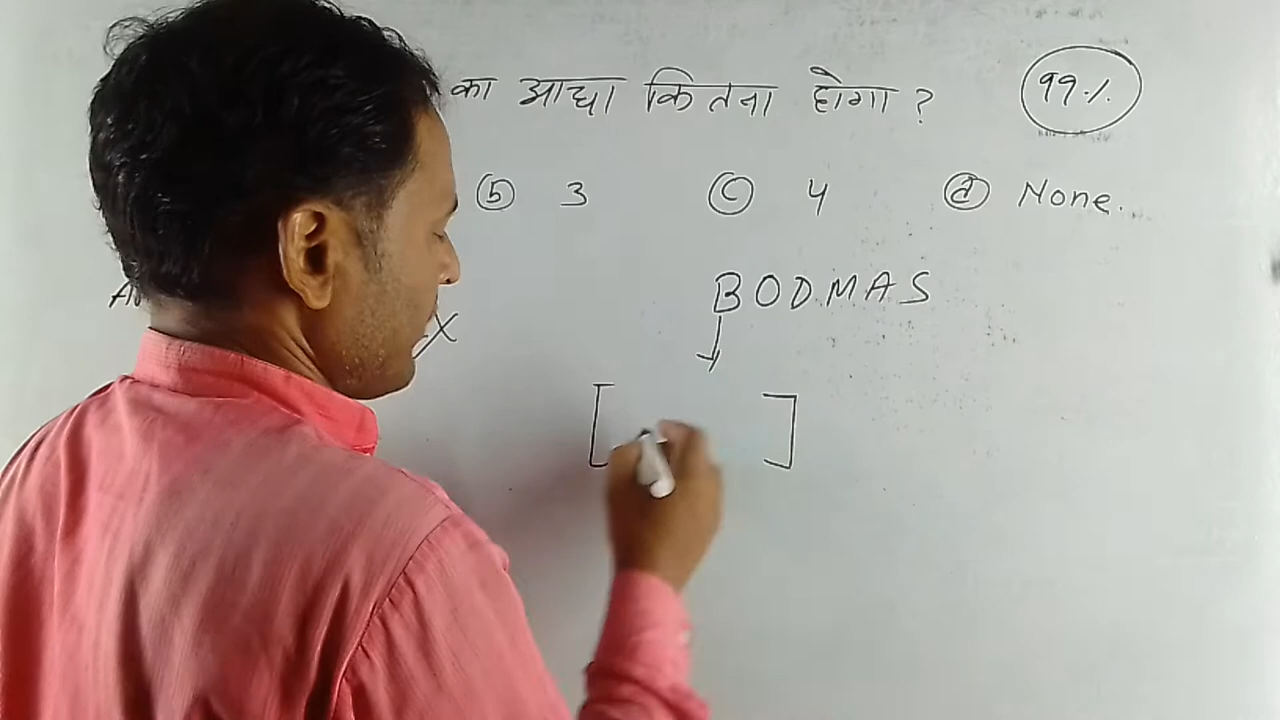 का आधा कितना होगा ? 99%
ⓑ 3 ⓒ 4 ⓓ None.
BODMAS
[ ]